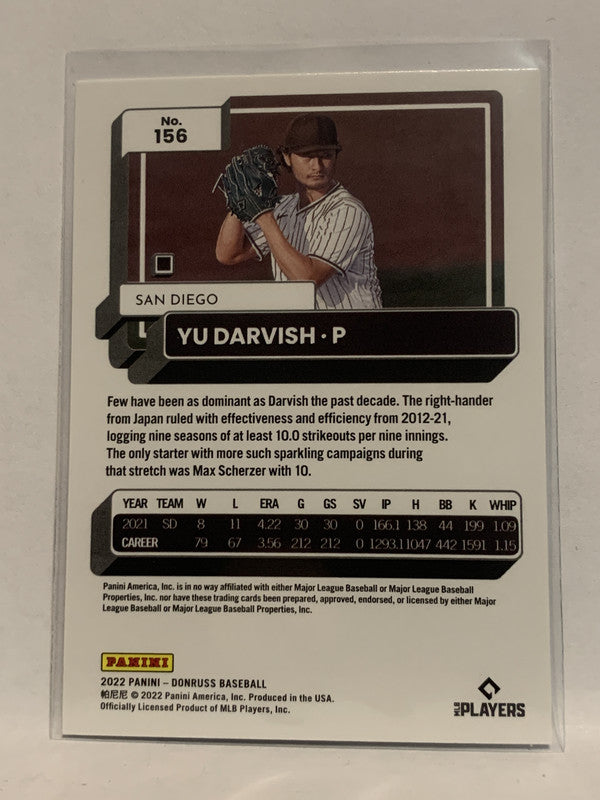 No.
156
SAN DIEGO
YU DARVISH · P
Few have been as dominant as Darvish the past decade. The right-hander
from Japan ruled with effectiveness and efficiency from 2012-21,
logging nine seasons of at least 10.0 strikeouts per nine innings.
The only starter with more such sparkling campaigns during
that stretch was Max Scherzer with 10.
YEAR TEAM W L ERA G GS SV IP H BB K WHIP
2021 SD 8 11 4.22 30 30 0 166.1 138 44 199 1.09
CAREER 79 67 3.56 212 212 0 1293.1 1047 442 1591 1.15
Panini America, Inc. is in no way affiliated with either Major League Baseball or Major League Baseball
Properties, Inc. nor have these trading cards been prepared, approved, endorsed, or licensed by either Major
League Baseball or Major League Baseball Properties, Inc.
PANINI
2022 PANINI – DONRUSS BASEBALL
帕尼尼 © 2022 Panini America, Inc. Produced in the USA.
Officially Licensed Product of MLB Players, Inc.
MLB PLAYERS